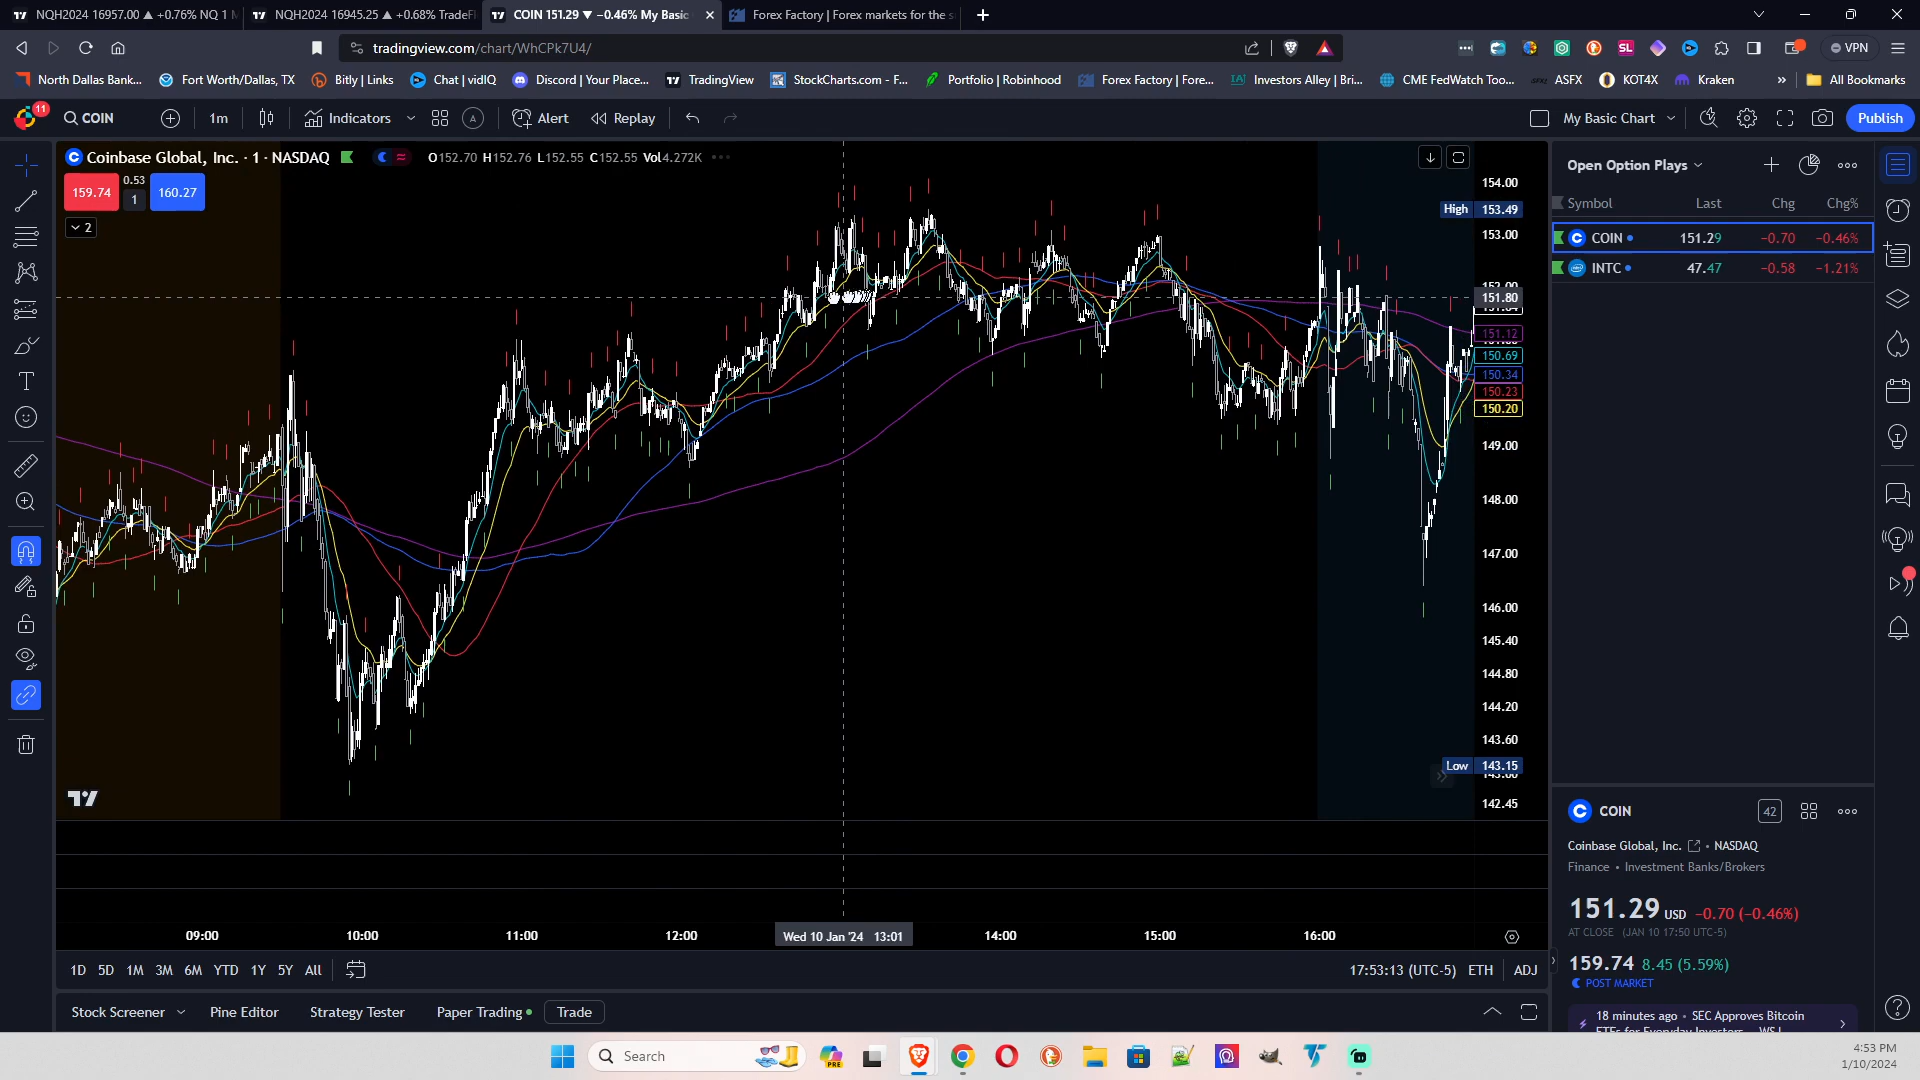 NQH2024 16957.00 ▲ +0.76% NQ 1 M
NQH2024 16945.25 ▲ +0.68% TradeFl
COIN 151.29 ▼ −0.46% My Basic
Forex Factory | Forex markets for the s
tradingview.com/chart/WhCPk7U4/
SL
VPN
North Dallas Bank...
Fort Worth/Dallas, TX
Bitly | Links
Chat | vidIQ
Discord | Your Place...
TradingView
StockCharts.com - F...
Portfolio | Robinhood
Forex Factory | Fore...
Investors Alley | Bri...
CME FedWatch Too...
ASFX
KOT4X
Kraken
»
All Bookmarks
11
COIN
1m
Indicators
A
Alert
Replay
My Basic Chart
Publish
Coinbase Global, Inc. · 1 · NASDAQ
O152.70 H152.76 L152.55 C152.55 Vol4.272K
159.74
0.53
1
160.27
2
154.00
High 153.49
153.00
152.00
151.80
151.12
150.69
150.34
150.23
150.20
149.00
148.00
147.00
146.00
145.40
144.80
144.20
143.60
Low 143.15
142.45
09:00
10:00
11:00
12:00
Wed 10 Jan '24 13:01
14:00
15:00
16:00
1D
5D
1M
3M
6M
YTD
1Y
5Y
All
17:53:13 (UTC-5)
ETH
ADJ
Stock Screener
Pine Editor
Strategy Tester
Paper Trading
Trade
Open Option Plays
Symbol Last Chg Chg%
COIN 151.29 −0.70 −0.46%
INTC 47.47 −0.58 −1.21%
COIN
42
Coinbase Global, Inc. • NASDAQ
Finance • Investment Banks/Brokers
151.29 USD −0.70 (−0.46%)
AT CLOSE (JAN 10 17:50 UTC-5)
159.74 8.45 (5.59%)
POST MARKET
18 minutes ago • SEC Approves Bitcoin
ETFs for Everyday Investors
Search
PRE
4:53 PM
1/10/2024